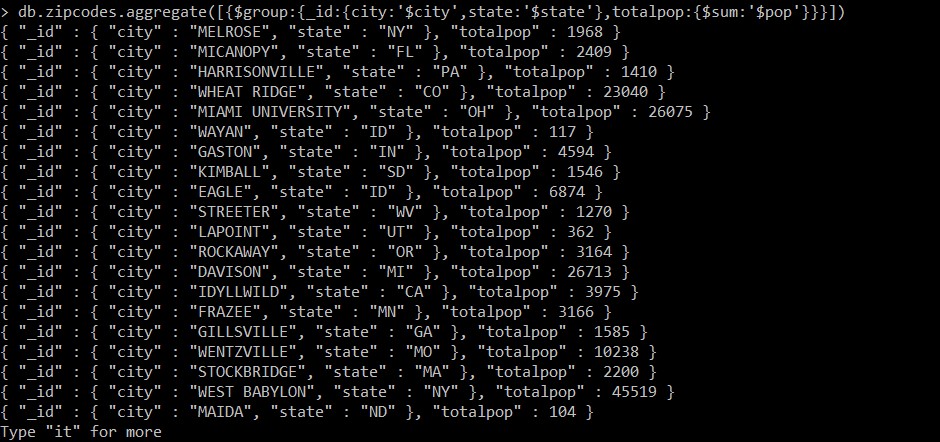 > db.zipcodes.aggregate([{$group:{_id:{city:'$city',state:'$state'},totalpop:{$sum:'$pop'}}}])
{ "_id" : { "city" : "MELROSE", "state" : "NY" }, "totalpop" : 1968 }
{ "_id" : { "city" : "MICANOPY", "state" : "FL" }, "totalpop" : 2409 }
{ "_id" : { "city" : "HARRISONVILLE", "state" : "PA" }, "totalpop" : 1410 }
{ "_id" : { "city" : "WHEAT RIDGE", "state" : "CO" }, "totalpop" : 23040 }
{ "_id" : { "city" : "MIAMI UNIVERSITY", "state" : "OH" }, "totalpop" : 26075 }
{ "_id" : { "city" : "WAYAN", "state" : "ID" }, "totalpop" : 117 }
{ "_id" : { "city" : "GASTON", "state" : "IN" }, "totalpop" : 4594 }
{ "_id" : { "city" : "KIMBALL", "state" : "SD" }, "totalpop" : 1546 }
{ "_id" : { "city" : "EAGLE", "state" : "ID" }, "totalpop" : 6874 }
{ "_id" : { "city" : "STREETER", "state" : "WV" }, "totalpop" : 1270 }
{ "_id" : { "city" : "LAPOINT", "state" : "UT" }, "totalpop" : 362 }
{ "_id" : { "city" : "ROCKAWAY", "state" : "OR" }, "totalpop" : 3164 }
{ "_id" : { "city" : "DAVISON", "state" : "MI" }, "totalpop" : 26713 }
{ "_id" : { "city" : "IDYLLWILD", "state" : "CA" }, "totalpop" : 3975 }
{ "_id" : { "city" : "FRAZEE", "state" : "MN" }, "totalpop" : 3166 }
{ "_id" : { "city" : "GILLSVILLE", "state" : "GA" }, "totalpop" : 1585 }
{ "_id" : { "city" : "WENTZVILLE", "state" : "MO" }, "totalpop" : 10238 }
{ "_id" : { "city" : "STOCKBRIDGE", "state" : "MA" }, "totalpop" : 2200 }
{ "_id" : { "city" : "WEST BABYLON", "state" : "NY" }, "totalpop" : 45519 }
{ "_id" : { "city" : "MAIDA", "state" : "ND" }, "totalpop" : 104 }
Type "it" for more